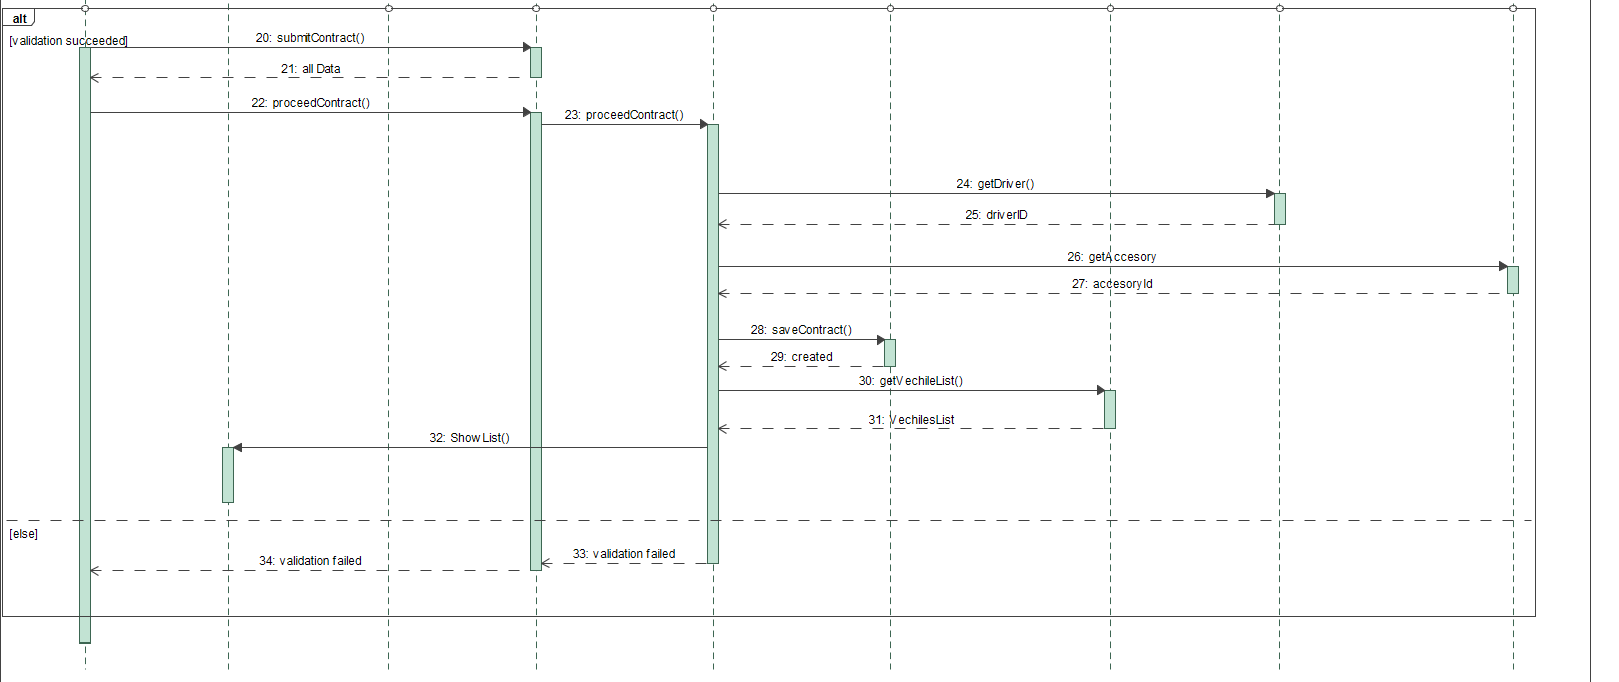 alt
[validation succeeded]
20: submitContract()
21: all Data
22: proceedContract()
23: proceedContract()
24: getDriver()
25: driverID
26: getAccesory
27: accesoryId
28: saveContract()
29: created
30: getVechileList()
31: VechilesList
32: Show List()
[else]
33: validation failed
34: validation failed